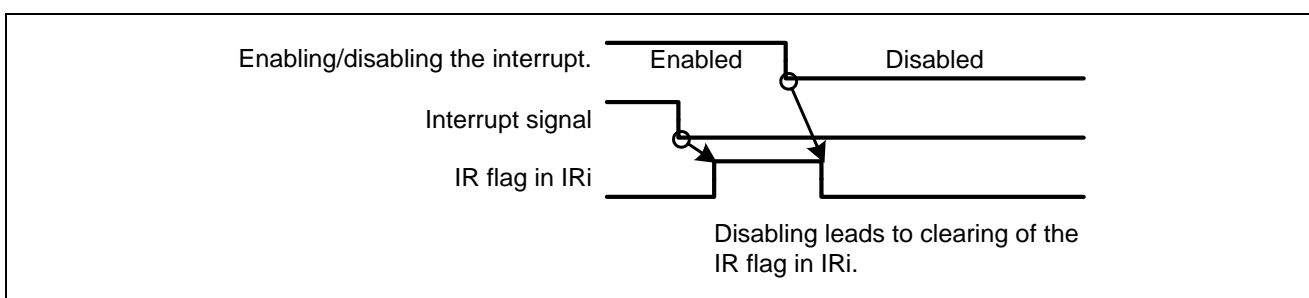 Enabling/disabling the interrupt.
Enabled
Disabled
Interrupt signal
IR flag in IRi
Disabling leads to clearing of the
IR flag in IRi.